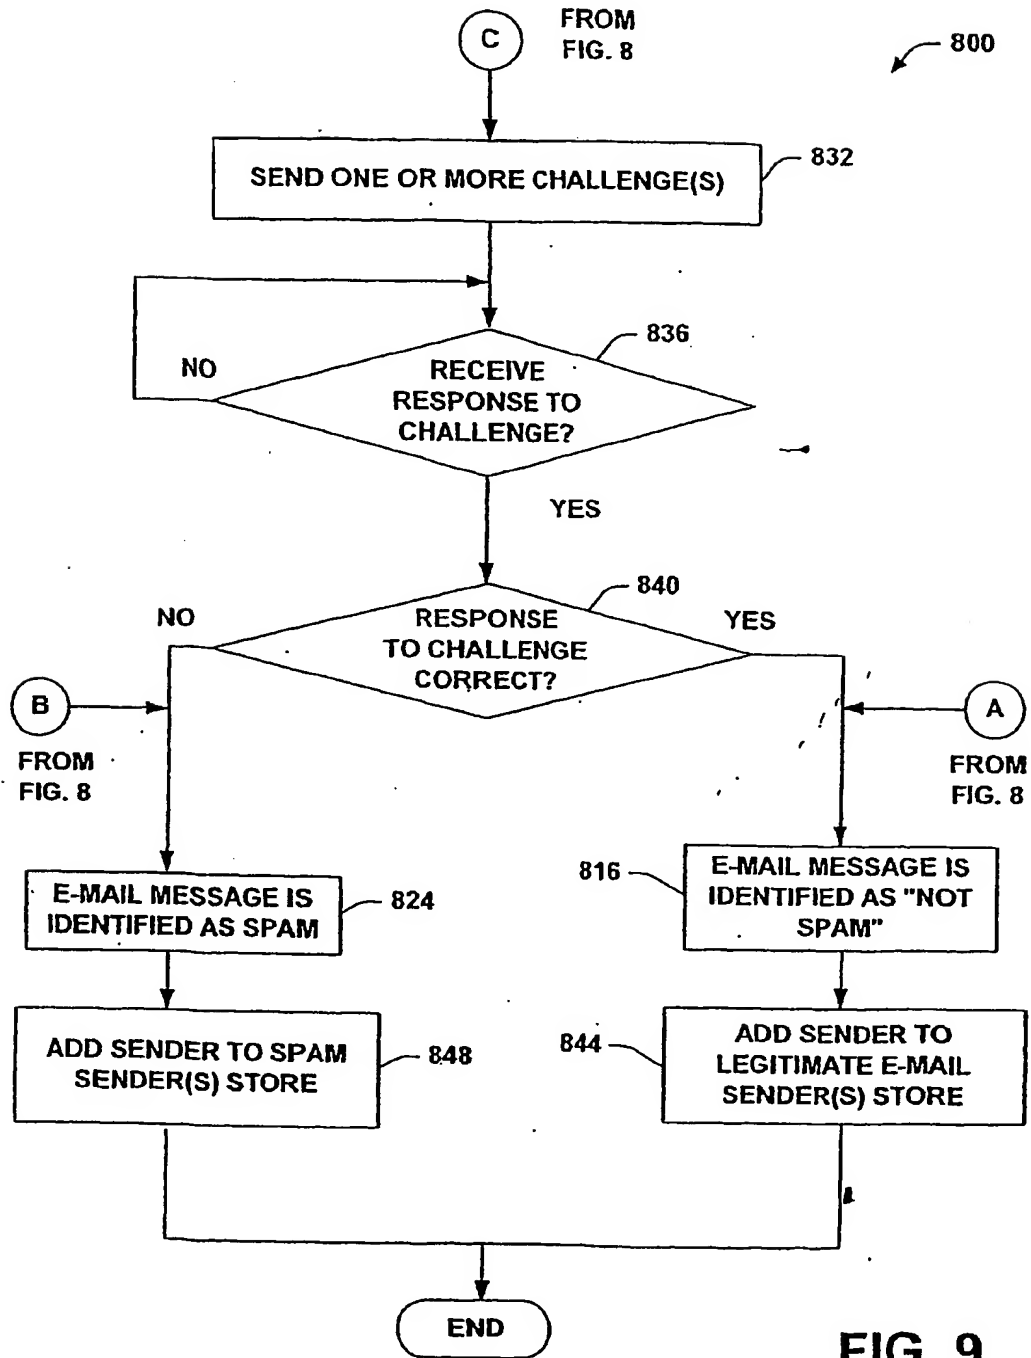 C
FROM
FIG. 8
800
SEND ONE OR MORE CHALLENGE(S)
832
836
NO
RECEIVE
RESPONSE TO
CHALLENGE?
YES
840
NO
RESPONSE
TO CHALLENGE
CORRECT?
YES
B
FROM
FIG. 8
A
FROM
FIG. 8
E-MAIL MESSAGE IS
IDENTIFIED AS SPAM
824
816
E-MAIL MESSAGE IS
IDENTIFIED AS "NOT
SPAM"
ADD SENDER TO SPAM
SENDER(S) STORE
848
844
ADD SENDER TO
LEGITIMATE E-MAIL
SENDER(S) STORE
END
FIG. 9